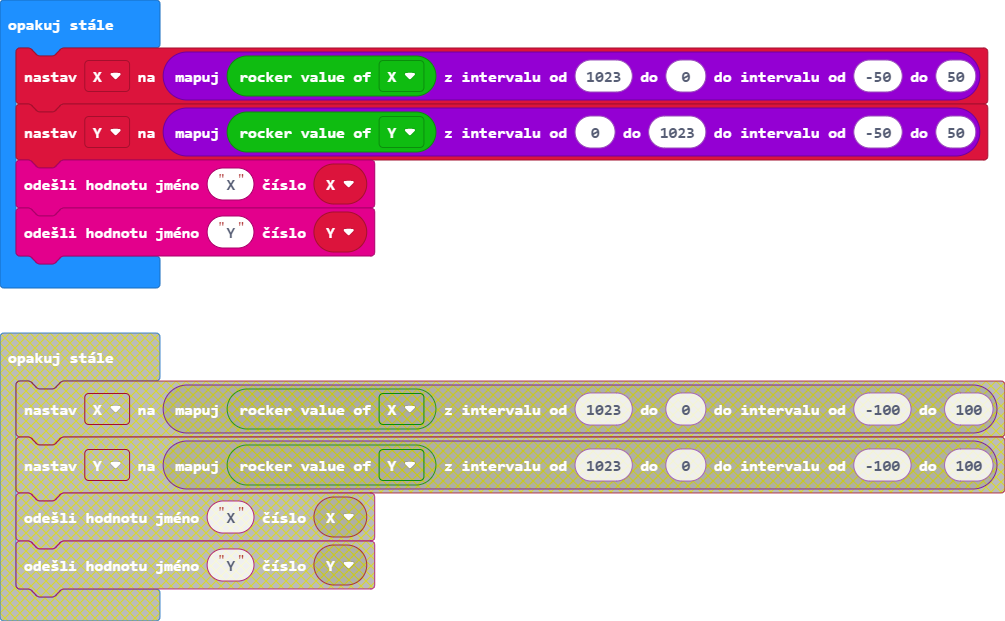 opakuj stále
nastav X na mapuj rocker value of X z intervalu od 1023 do 0 do intervalu od -50 do 50
nastav Y na mapuj rocker value of Y z intervalu od 0 do 1023 do intervalu od -50 do 50
odešli hodnotu jméno "X" číslo X
odešli hodnotu jméno "Y" číslo Y
opakuj stále
nastav X na mapuj rocker value of X z intervalu od 1023 do 0 do intervalu od -100 do 100
nastav Y na mapuj rocker value of Y z intervalu od 1023 do 0 do intervalu od -100 do 100
odešli hodnotu jméno "X" číslo X
odešli hodnotu jméno "Y" číslo Y